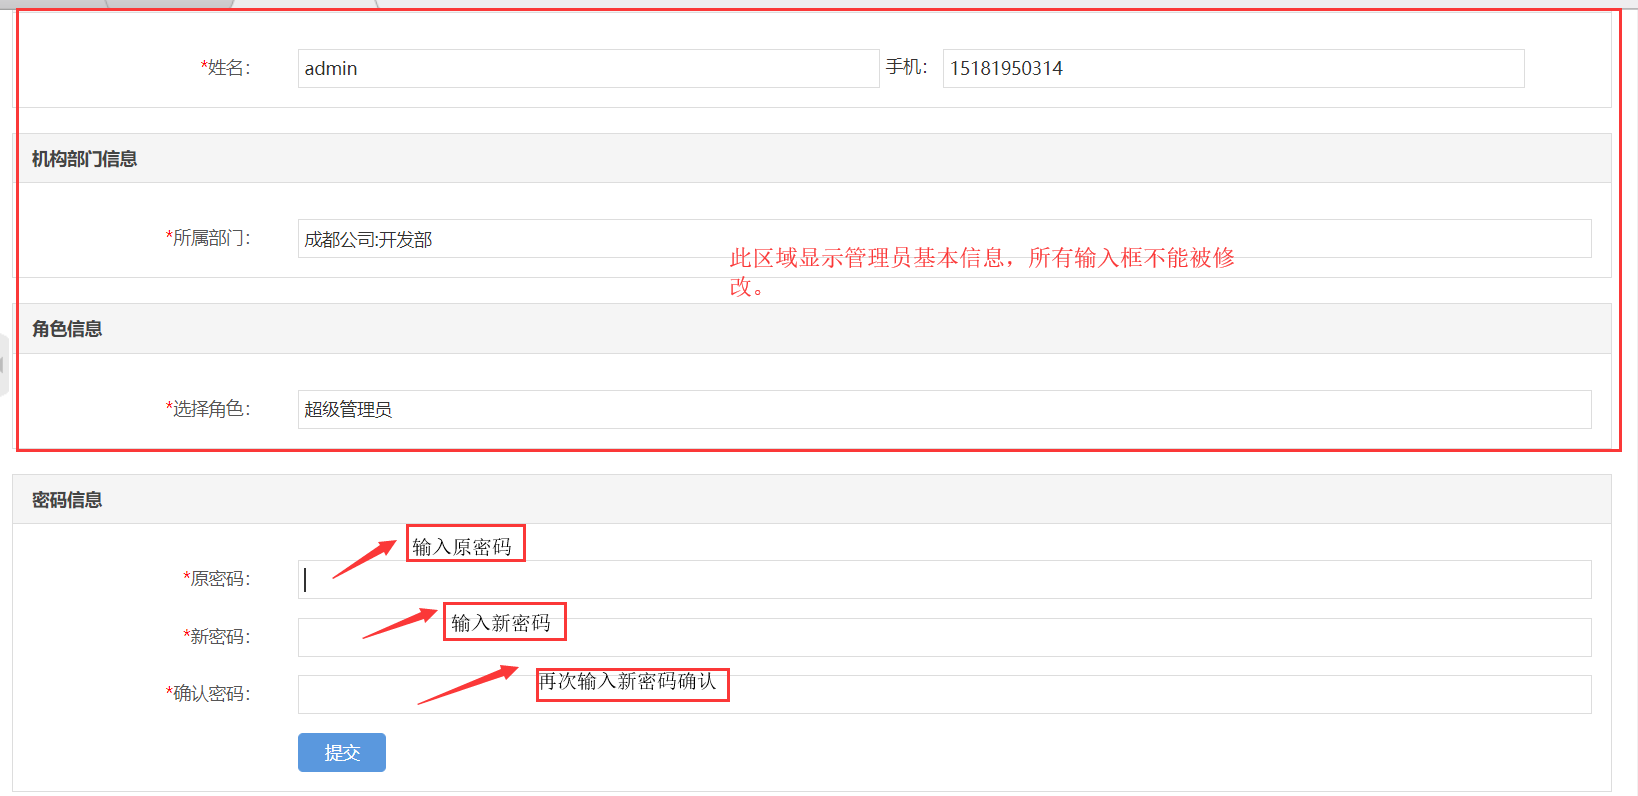 *姓名： admin 手机： 15181950314
机构部门信息
*所属部门： 成都公司:开发部
此区域显示管理员基本信息，所有输入框不能被修
改。
角色信息
*选择角色： 超级管理员
密码信息
输入原密码
*原密码：
输入新密码
*新密码：
再次输入新密码确认
*确认密码：
提交